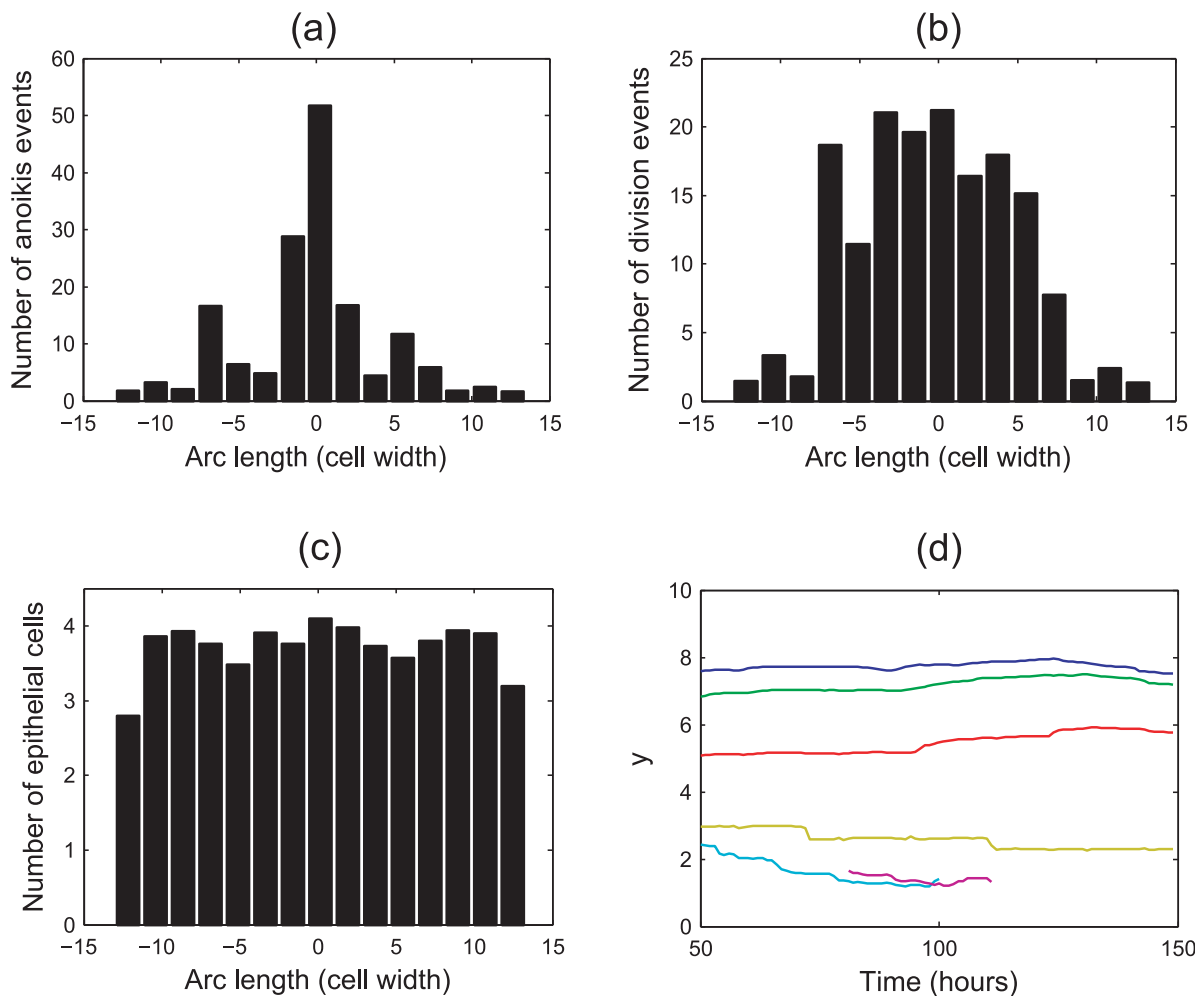 (a)
Number of anoikis events
60
50
40
30
20
10
0
−15 −10 −5 0 5 10 15
Arc length (cell width)
(b)
Number of division events
25
20
15
10
5
0
−15 −10 −5 0 5 10 15
Arc length (cell width)
(c)
Number of epithelial cells
4
3
2
1
0
−15 −10 −5 0 5 10 15
Arc length (cell width)
(d)
y
10
8
6
4
2
0
50 100 150
Time (hours)